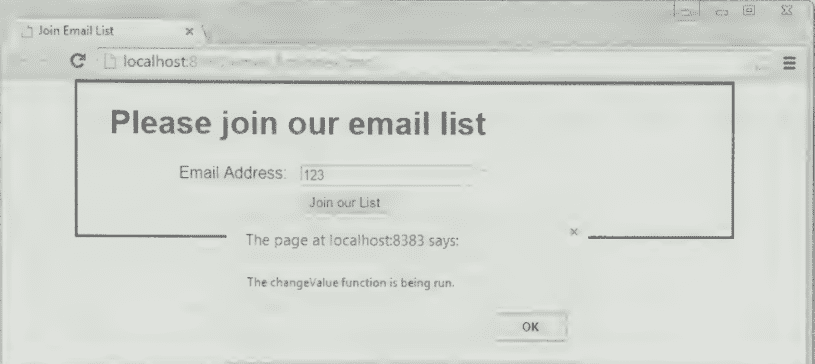 Join Email List
localhost:8
Please join our email list
Email Address: 123
Join our List
The page at localhost:8383 says:
The changeValue function is being run.
OK